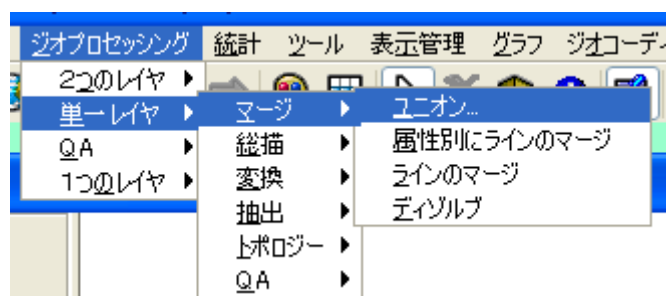 ジオプロセッシング 統計 ツール 表示管理 グラフ ジオコーディ
2つのレイヤ
単一レイヤ マージ ユニオン...
QA 総描 属性別にラインのマージ
1つのレイヤ 変換 ラインのマージ
抽出 ディゾルブ
トポロジー
QA